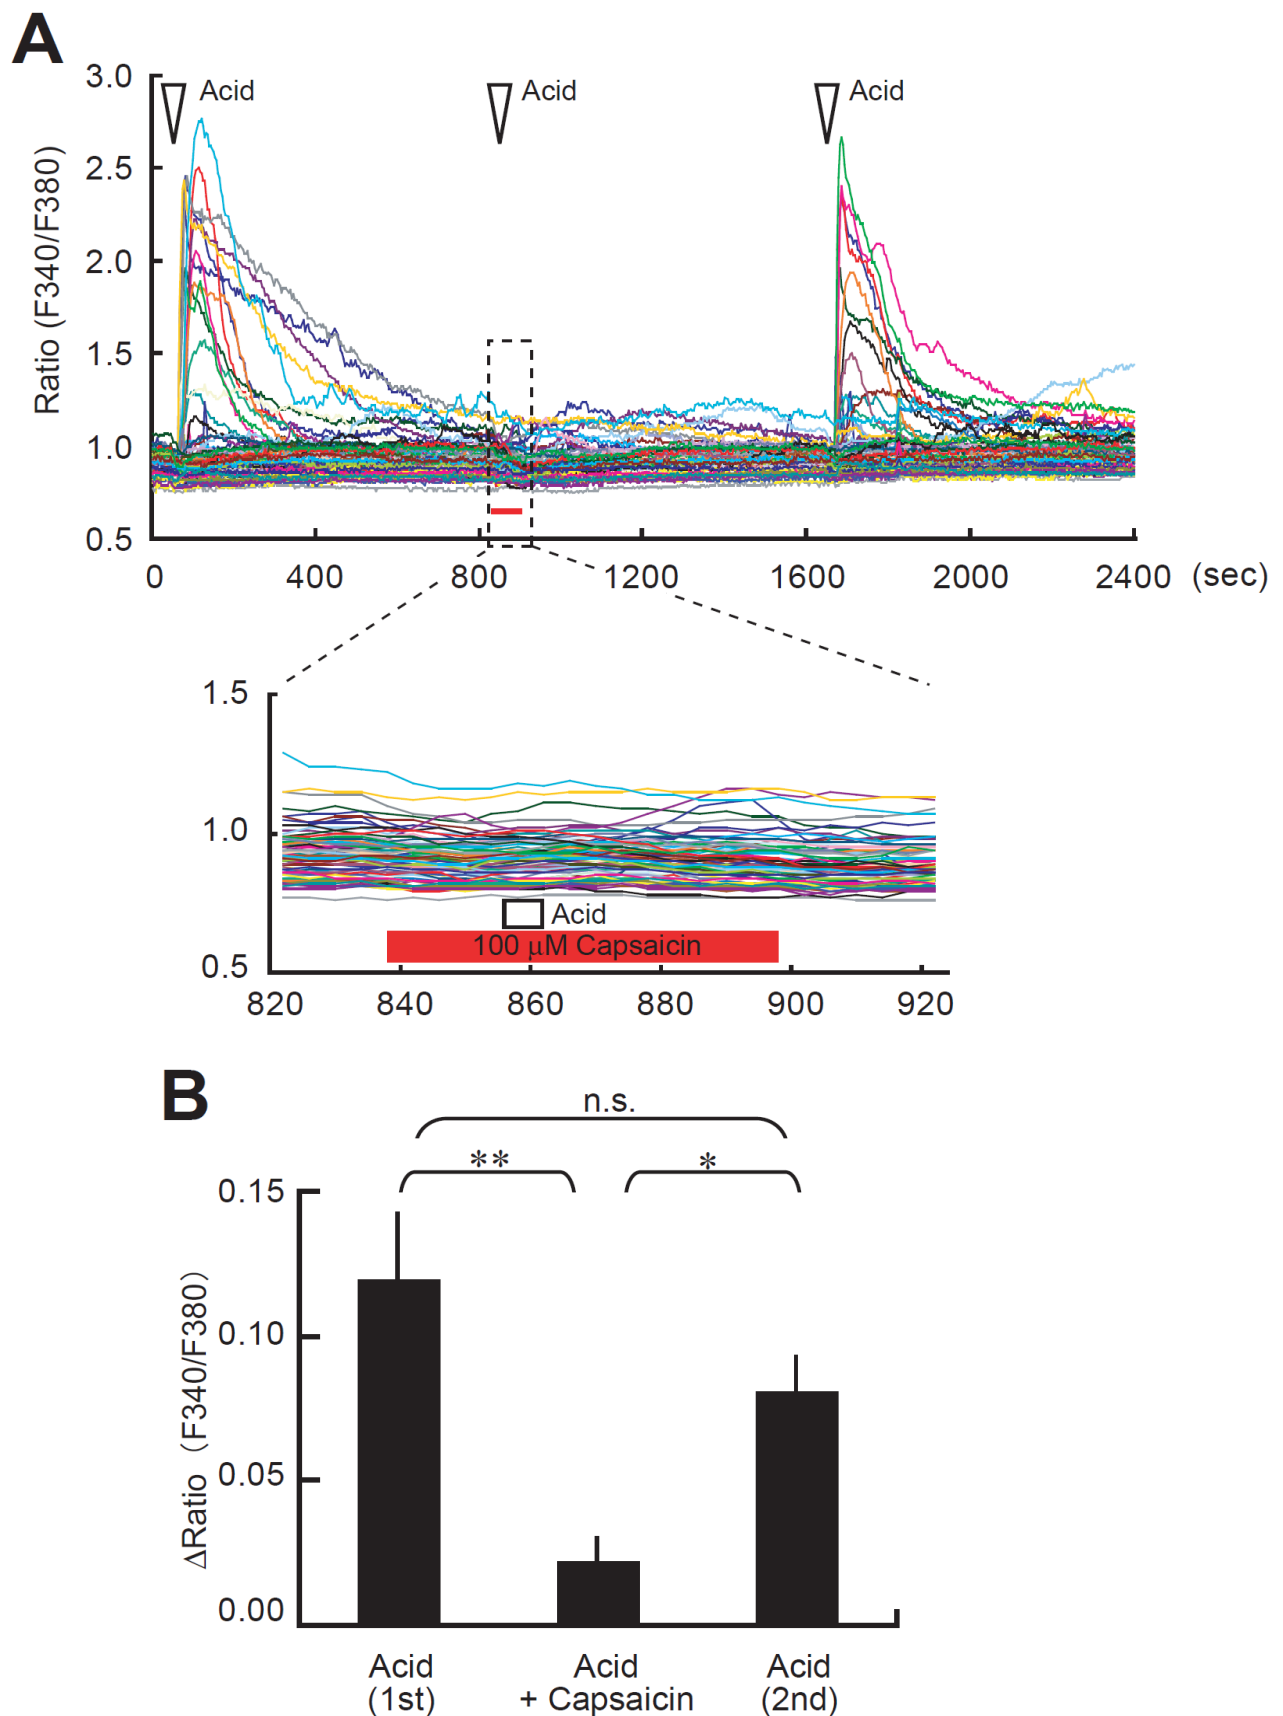 A
Acid Acid Acid
3.0
2.5
2.0
1.5
1.0
0.5
Ratio (F340/F380)
0 400 800 1200 1600 2000 2400 (sec)
1.5
1.0
0.5
Acid
100 μM Capsaicin
820 840 860 880 900 920
B
n.s.
** *
0.15
0.10
0.05
0.00
ΔRatio (F340/F380)
Acid Acid Acid
(1st) + Capsaicin (2nd)